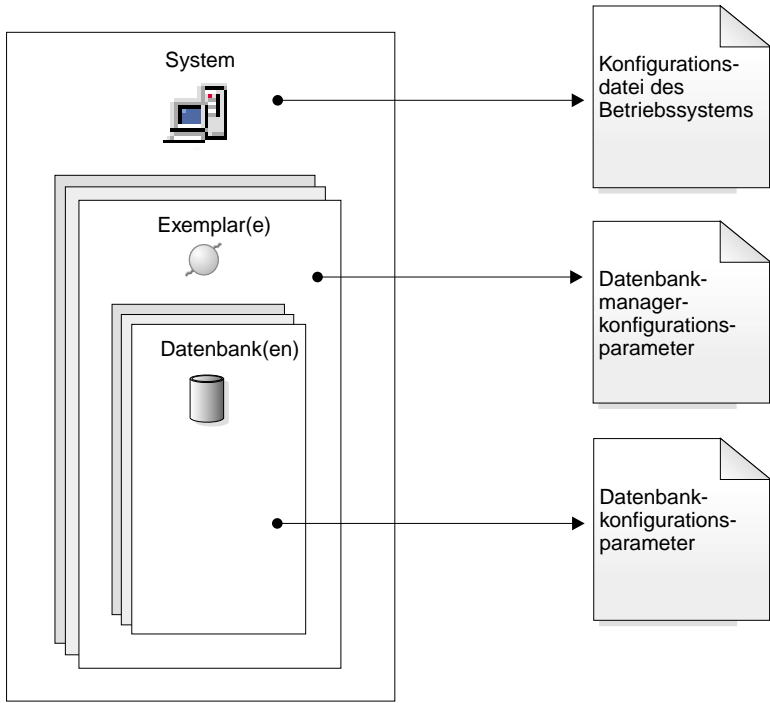 System
Konfigurations-
datei des
Betriebssystems
Exemplar(e)
Datenbank-
manager-
konfigurations-
parameter
Datenbank(en)
Datenbank-
konfigurations-
parameter